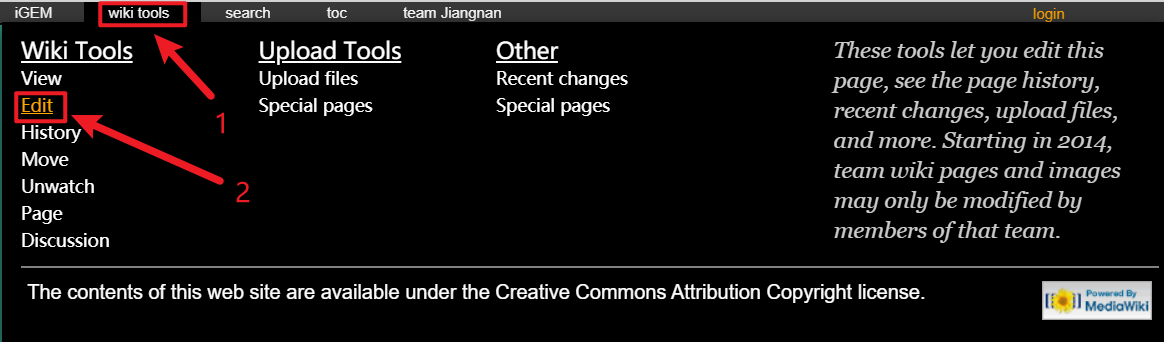 iGEM wiki tools search toc team Jiangnan login
Wiki Tools
View
Edit
History
Move
Unwatch
Page
Discussion
Upload Tools
Upload files
Special pages
Other
Recent changes
Special pages
These tools let you edit this
page, see the page history,
recent changes, upload files,
and more. Starting in 2014,
team wiki pages and images
may only be modified by
members of that team.
1
2
The contents of this web site are available under the Creative Commons Attribution Copyright license.
Powered By
MediaWiki